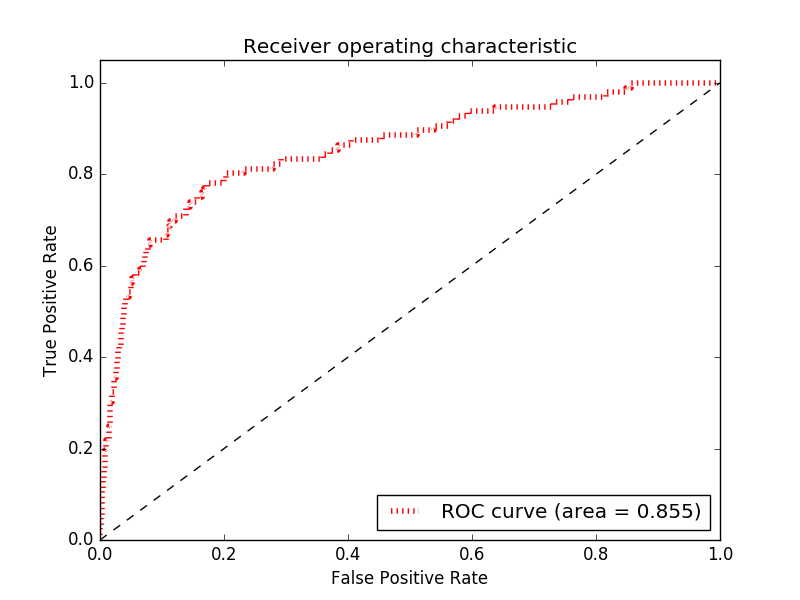 Receiver operating characteristic
True Positive Rate
1.0
0.8
0.6
0.4
0.2
0.0
ROC curve (area = 0.855)
0.0 0.2 0.4 0.6 0.8 1.0
False Positive Rate